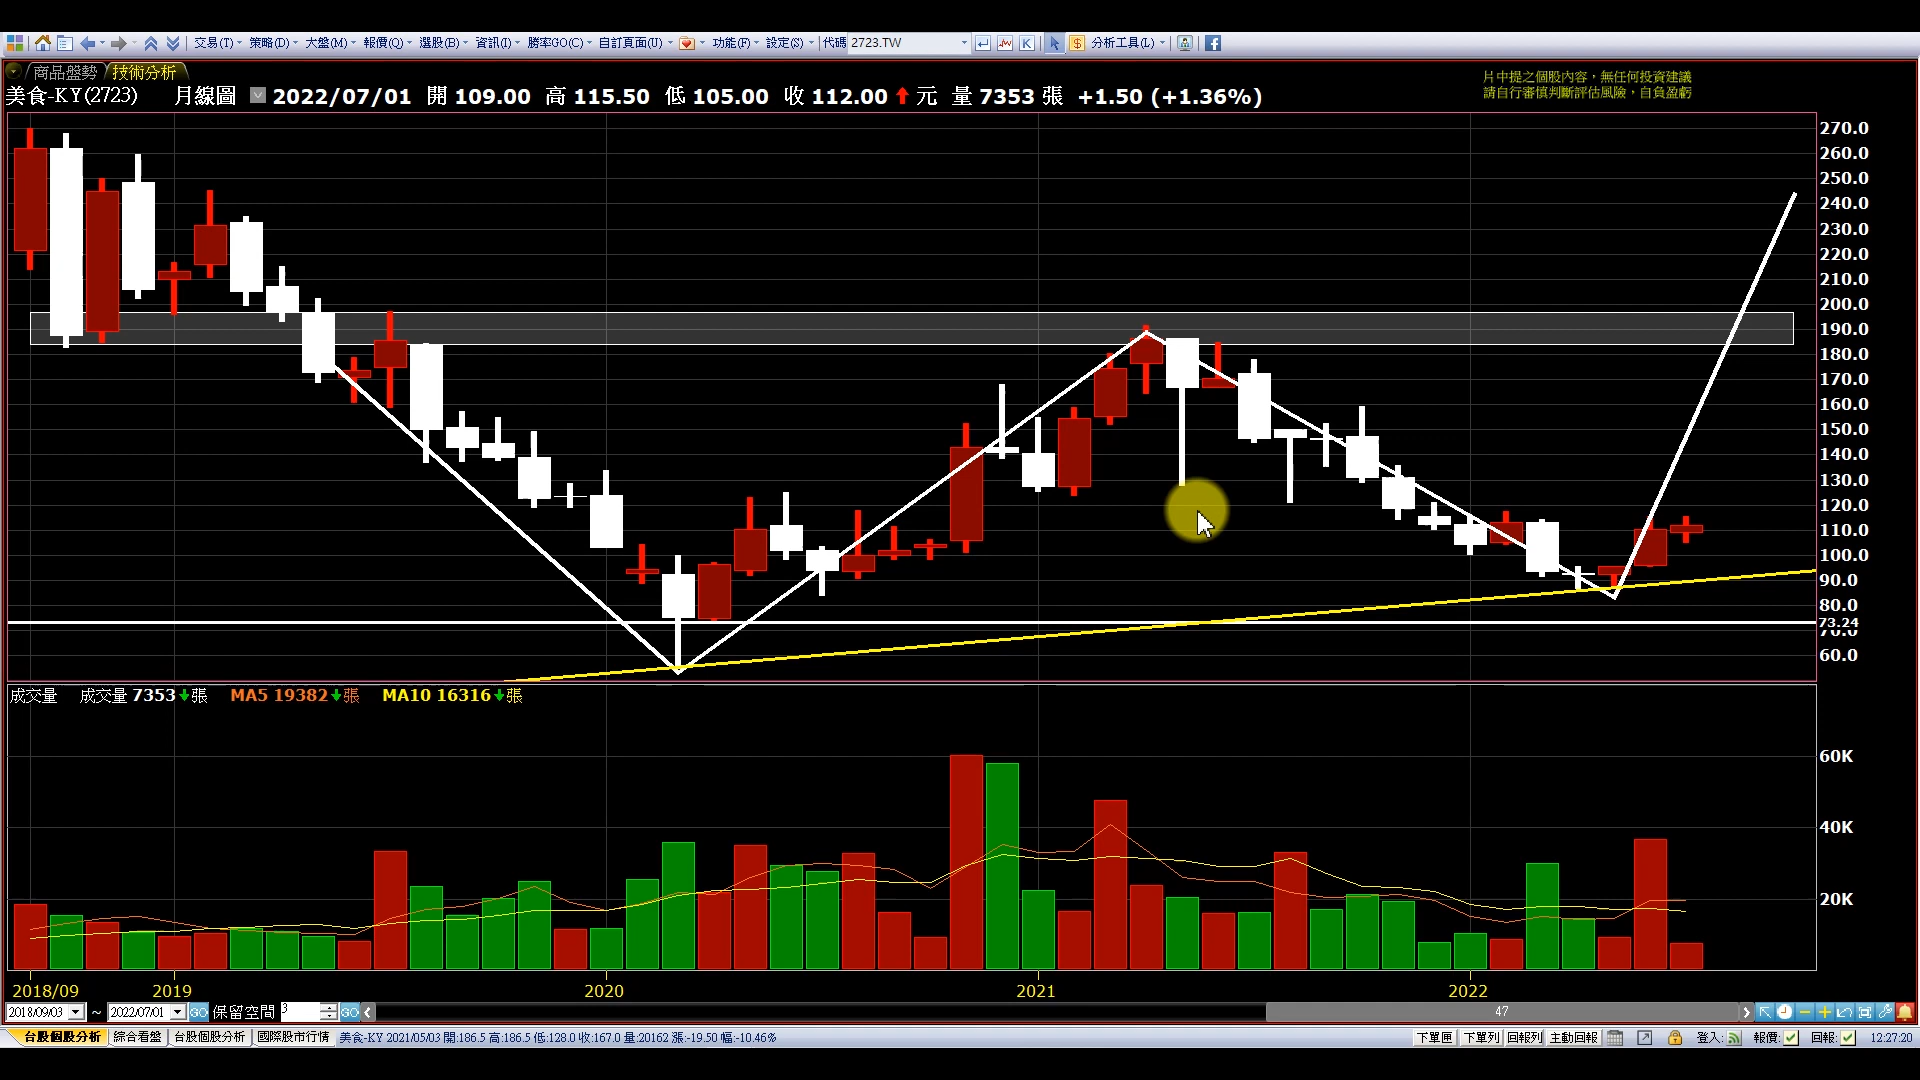 交易(T) 策略(D) 大盤(M) 報價(Q) 選股(B) 資訊(I) 勝率GO(C) 自訂頁面(U) 功能(F) 設定(S) 代碼 2723.TW K 分析工具(L)
商品盤勢 技術分析
片中提之個股內容，無任何投資建議
請自行審慎判斷評估風險，自負盈虧
美食-KY(2723) 月線圖 2022/07/01 開 109.00 高 115.50 低 105.00 收 112.00 元 量 7353 張 +1.50 (+1.36%)
270.0
260.0
250.0
240.0
230.0
220.0
210.0
200.0
190.0
180.0
170.0
160.0
150.0
140.0
130.0
120.0
110.0
100.0
90.0
80.0
73.24
70.0
60.0
成交量 成交量 7353 張 MA5 19382 張 MA10 16316 張
60K
40K
20K
2018/09 2019 2020 2021 2022
2018/09/03 ~ 2022/07/01 GO 保留空間 3 GO 47
台股個股分析 綜合看盤 台股個股分析 國際股市行情 美食-KY 2021/05/03 開:186.5 高:186.5 低:128.0 收:167.0 量:20162 漲:-19.50 幅:-10.46% 下單匣 下單列 回報列 主動回報 登入: 報價: 回報: 12:27:20